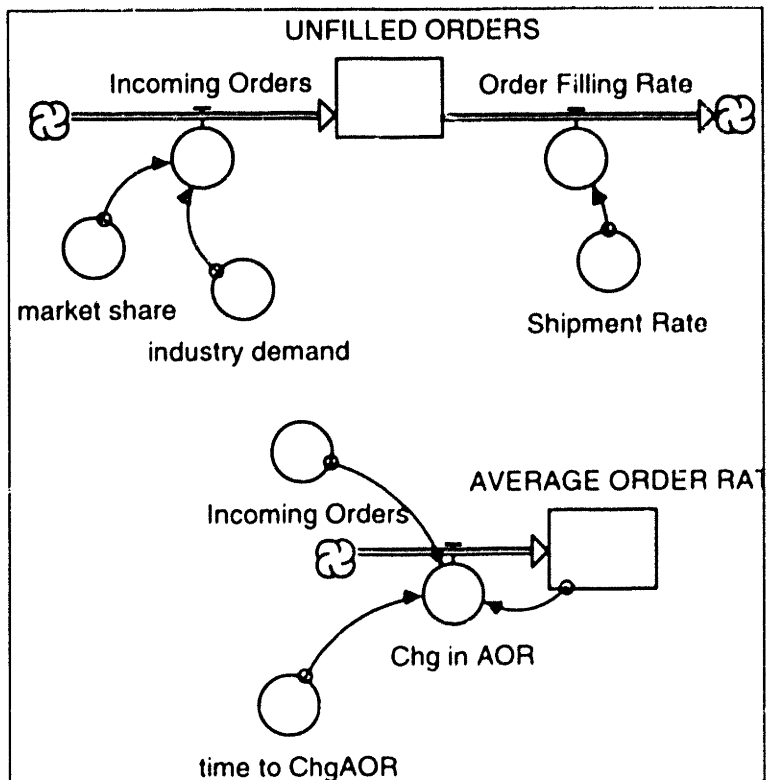 UNFILLED ORDERS
Incoming Orders
Order Filling Rate
market share
Shipment Rate
industry demand
AVERAGE ORDER RAT
Incoming Orders
Chg in AOR
time to ChgAOR